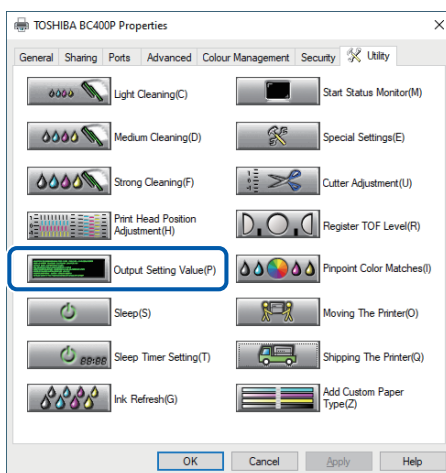 TOSHIBA BC400P Properties
General Sharing Ports Advanced Colour Management Security Utility
Light Cleaning(C)
Start Status Monitor(M)
Medium Cleaning(D)
Special Settings(E)
Strong Cleaning(F)
Cutter Adjustment(U)
Print Head Position
Adjustment(H)
Register TOF Level(R)
Output Setting Value(P)
Pinpoint Color Matches(I)
Sleep(S)
Moving The Printer(O)
88:88
Sleep Timer Setting(T)
Shipping The Printer(Q)
Ink Refresh(G)
Add Custom Paper
Type(Z)
OK Cancel Apply Help